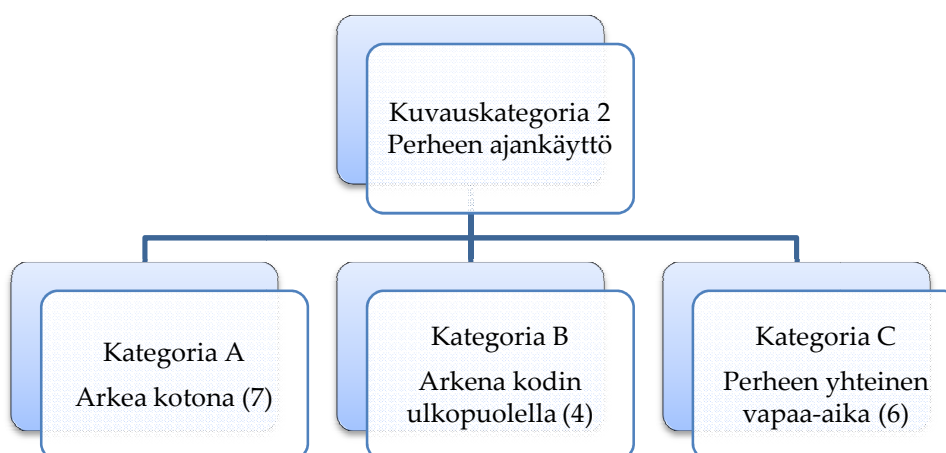 Kuvauskategoria 2
Perheen ajankäyttö
Kategoria A
Arkea kotona (7)
Kategoria B
Arkena kodin
ulkopuolella (4)
Kategoria C
Perheen yhteinen
vapaa-aika (6)